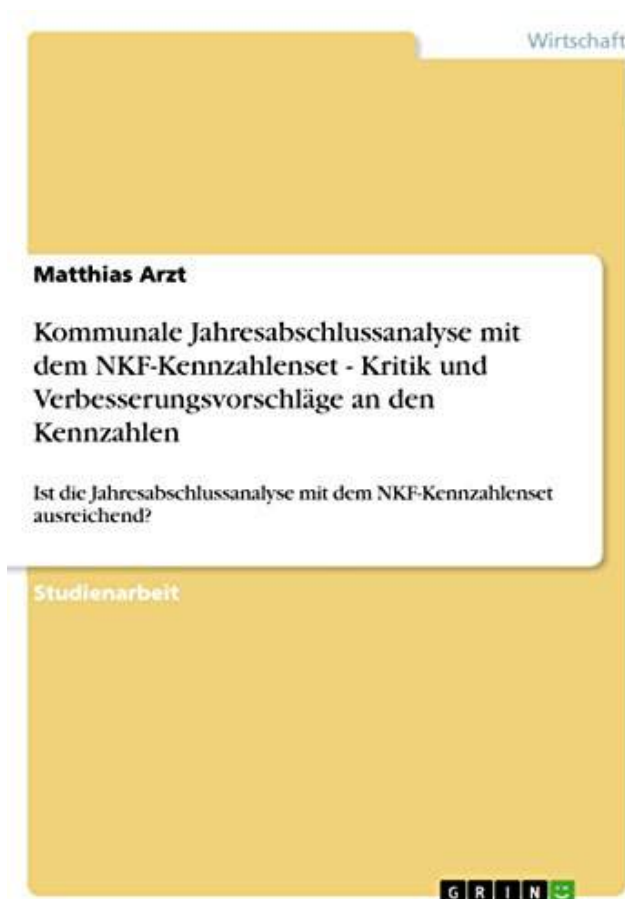 Wirtschaft
Matthias Arzt
Kommunale Jahresabschlussanalyse mit
dem NKF-Kennzahlenset - Kritik und
Verbesserungsvorschläge an den
Kennzahlen
Ist die Jahresabschlussanalyse mit dem NKF-Kennzahlenset
ausreichend?
Studienarbeit
GRIN